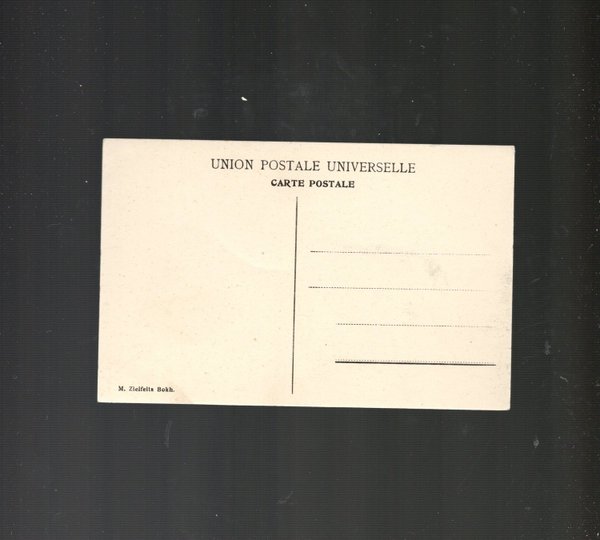 UNION POSTALE UNIVERSELLE
CARTE POSTALE
M. Zieifelts Bokh.